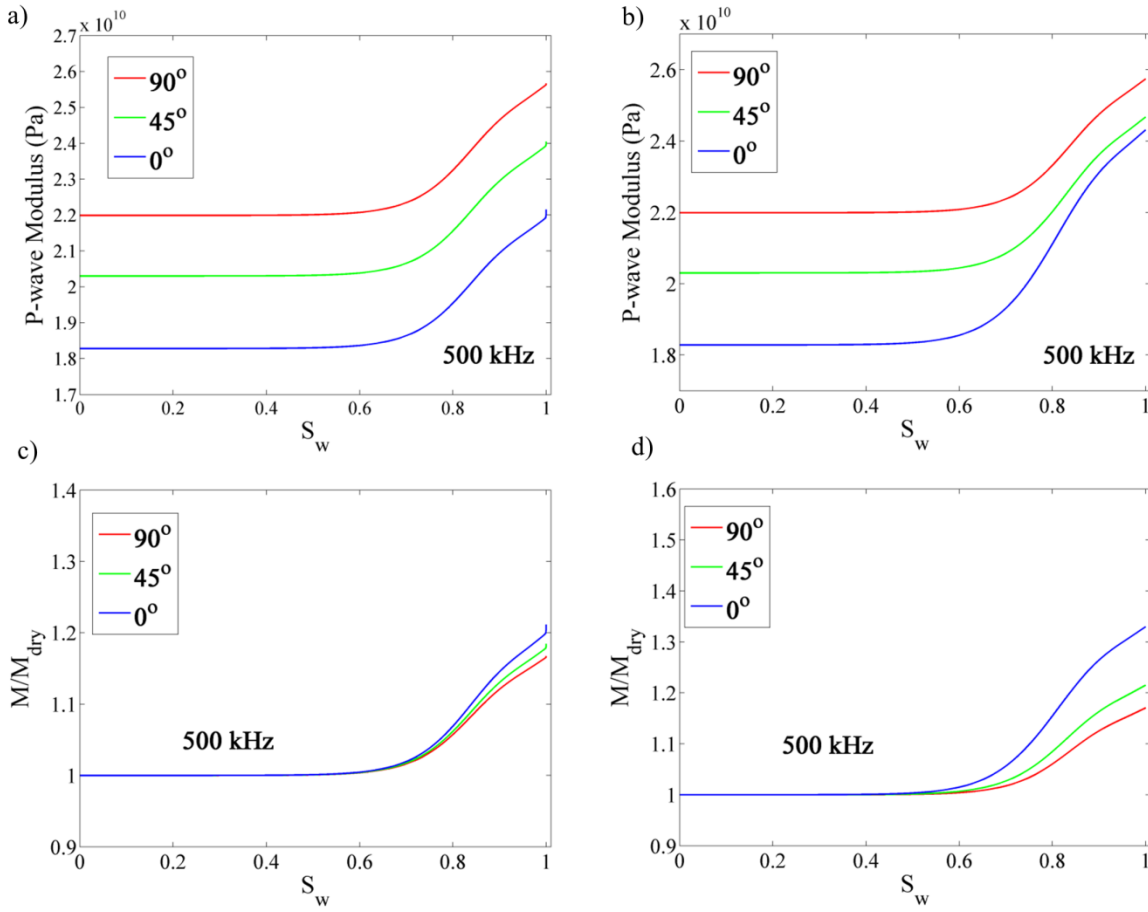 a)
x 10^10
2.7
2.6
2.5
2.4
2.3
2.2
2.1
2
1.9
1.8
1.7
P-wave Modulus (Pa)
90°
45°
0°
500 kHz
0 0.2 0.4 0.6 0.8 1
S_w
b)
x 10^10
2.6
2.4
2.2
2
1.8
P-wave Modulus (Pa)
90°
45°
0°
500 kHz
0 0.2 0.4 0.6 0.8 1
S_w
c)
1.4
1.3
1.2
1.1
1
0.9
M/M_dry
90°
45°
0°
500 kHz
0 0.2 0.4 0.6 0.8 1
S_w
d)
1.6
1.5
1.4
1.3
1.2
1.1
1
0.9
M/M_dry
90°
45°
0°
500 kHz
0 0.2 0.4 0.6 0.8 1
S_w